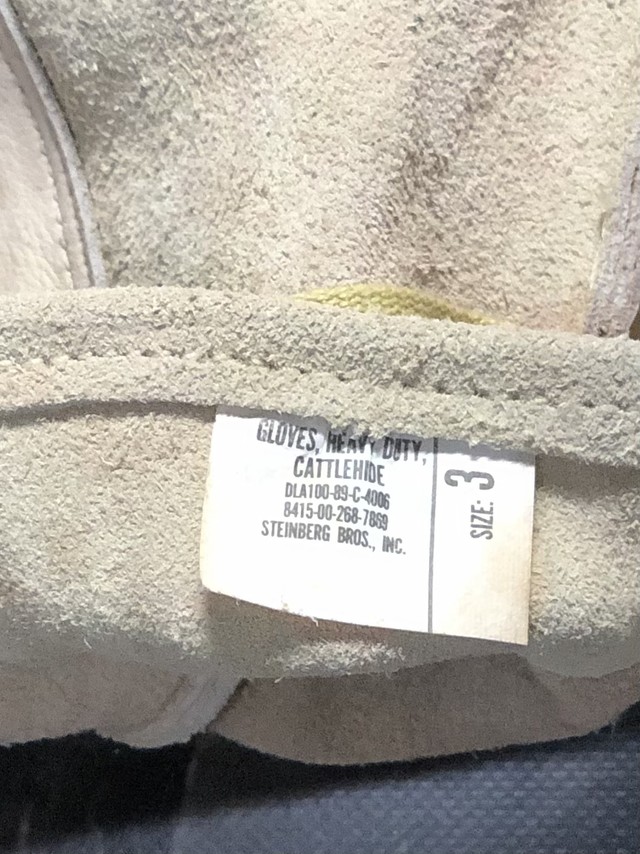 GLOVES, HEAVY DUTY,
CATTLEHIDE
DLA100-89-C-4006
8415-00-268-7869
STEINBERG BROS., INC.
SIZE: 3